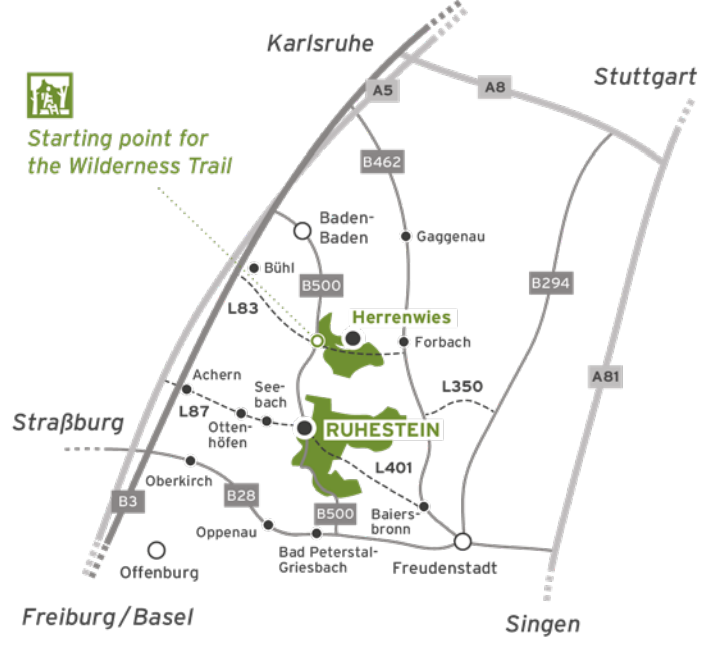 Karlsruhe
Stuttgart
A5
A8
Starting point for
the Wilderness Trail
B462
Baden-
Baden
Gaggenau
Bühl
B500
B294
L83
Herrenwies
Forbach
Achern
See-
bach
L350
A81
L87
Straßburg
Otten-
höfen
RUHESTEIN
L401
Oberkirch
B3
B28
B500
Baiers-
bronn
Oppenau
Bad Peterstal-
Griesbach
Offenburg
Freudenstadt
Freiburg/Basel
Singen